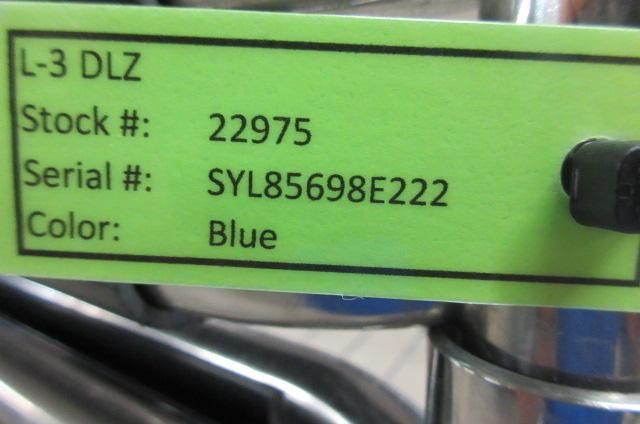 L-3 DLZ
Stock #: 22975
Serial #: SYL85698E222
Color: Blue